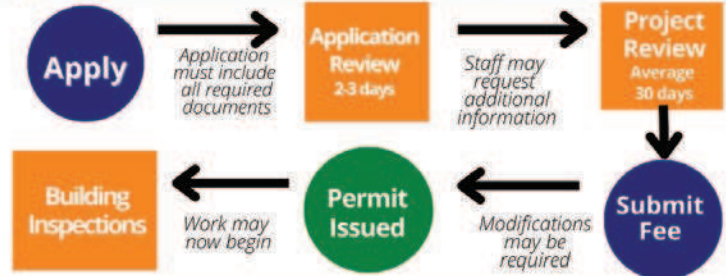 Apply
Application
must include
all required
documents
Application
Review
2-3 days
Staff may
request
additional
information
Project
Review
Average
30 days
Submit
Fee
Modifications
may be
required
Permit
Issued
Work may
now begin
Building
Inspections